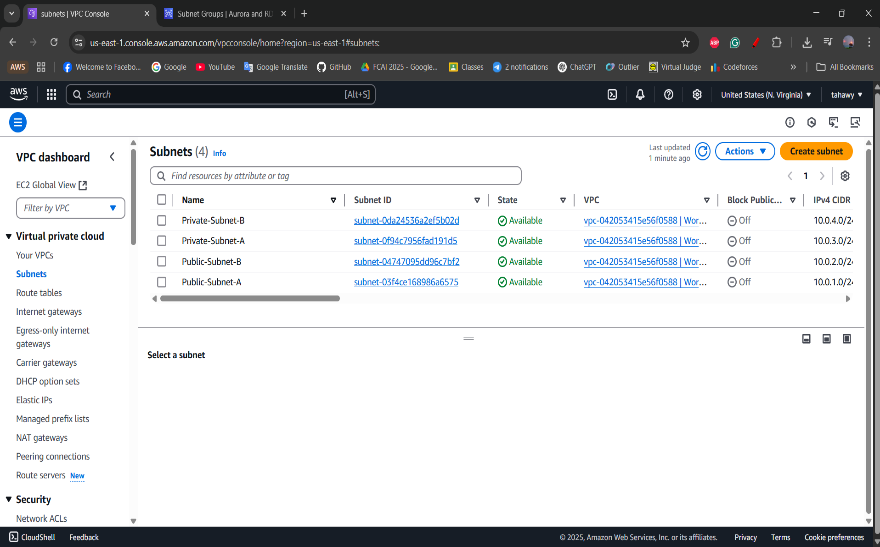 subnets | VPC Console
Subnet Groups | Aurora and RD
us-east-1.console.aws.amazon.com/vpcconsole/home?region=us-east-1#subnets:
ABP
AWS
Welcome to Facebo...
Google
YouTube
Google Translate
GitHub
FCAI 2025 - Google...
Classes
2 notifications
ChatGPT
Outlier
Virtual Judge
Codeforces
»
All Bookmarks
aws
Search
[Alt+S]
United States (N. Virginia)
tahawy
VPC dashboard
EC2 Global View
Filter by VPC
Virtual private cloud
Your VPCs
Subnets
Route tables
Internet gateways
Egress-only internet
gateways
Carrier gateways
DHCP option sets
Elastic IPs
Managed prefix lists
NAT gateways
Peering connections
Route servers New
Security
Network ACLs
Subnets (4) Info
Last updated
1 minute ago
Actions
Create subnet
Find resources by attribute or tag
1
Name Subnet ID State VPC Block Public... IPv4 CIDR
Private-Subnet-B subnet-0da24536a2ef5b02d Available vpc-042053415e56f0588 | Wor... Off 10.0.4.0/24
Private-Subnet-A subnet-0f94c7956fad191d5 Available vpc-042053415e56f0588 | Wor... Off 10.0.3.0/24
Public-Subnet-B subnet-04747095dd96c7bf2 Available vpc-042053415e56f0588 | Wor... Off 10.0.2.0/24
Public-Subnet-A subnet-03f4ce168986a6575 Available vpc-042053415e56f0588 | Wor... Off 10.0.1.0/24
Select a subnet
CloudShell
Feedback
© 2025, Amazon Web Services, Inc. or its affiliates.
Privacy
Terms
Cookie preferences